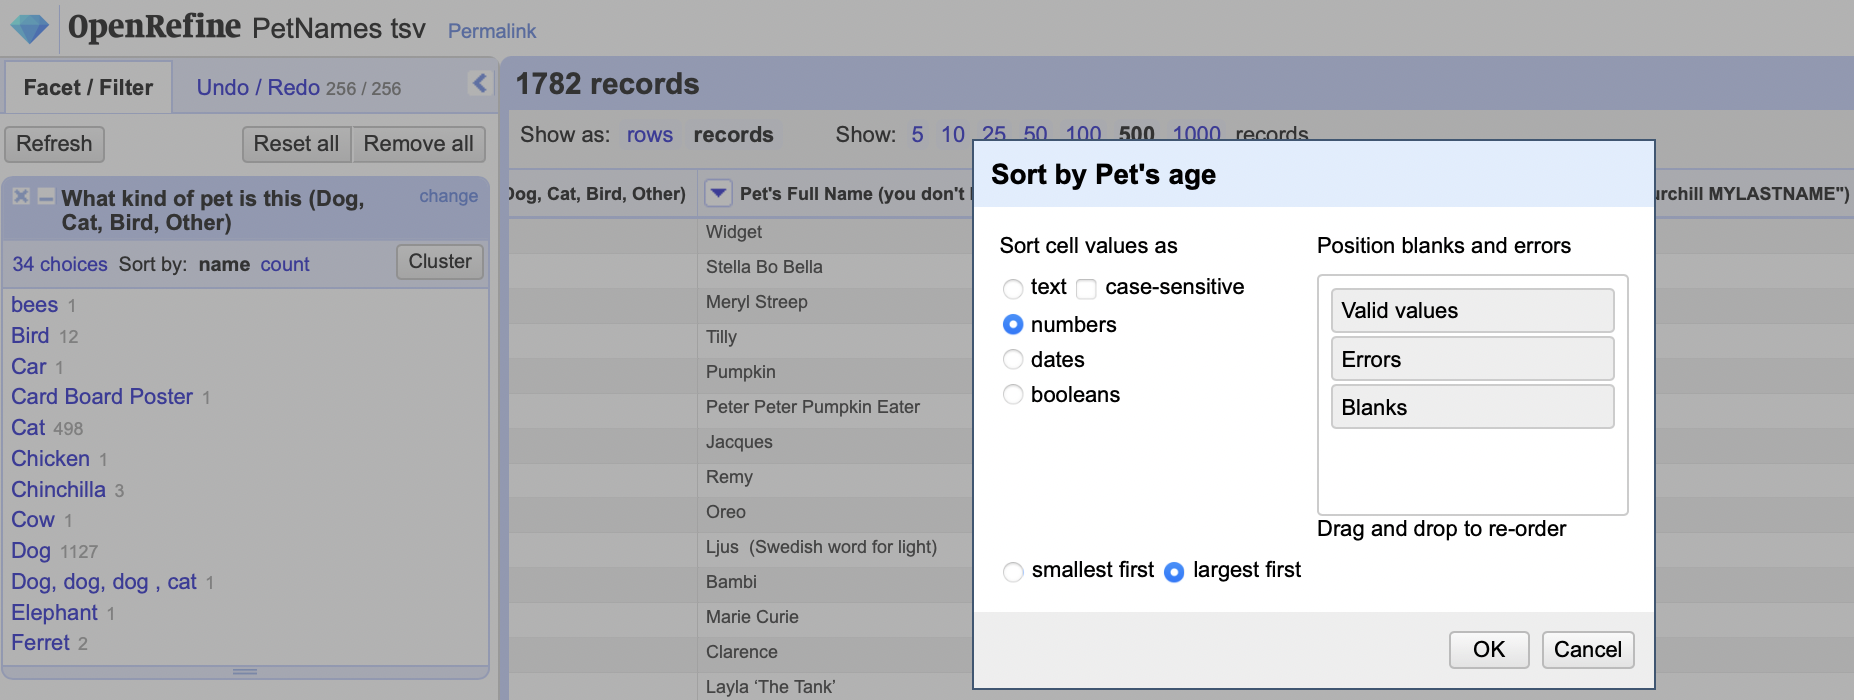 OpenRefine PetNames tsv Permalink
Facet / Filter Undo / Redo 256 / 256
Refresh Reset all Remove all
What kind of pet is this (Dog, Cat, Bird, Other) change
34 choices Sort by: name count Cluster
bees 1
Bird 12
Car 1
Card Board Poster 1
Cat 498
Chicken 1
Chinchilla 3
Cow 1
Dog 1127
Dog, dog, dog , cat 1
Elephant 1
Ferret 2
1782 records
Show as: rows records Show: 5 10 25 50 100 500 1000 records
Dog, Cat, Bird, Other) Pet's Full Name (you don't urchill MYLASTNAME")
Widget
Stella Bo Bella
Meryl Streep
Tilly
Pumpkin
Peter Peter Pumpkin Eater
Jacques
Remy
Oreo
Ljus (Swedish word for light)
Bambi
Marie Curie
Clarence
Layla ‘The Tank’
Sort by Pet's age
Sort cell values as
text case-sensitive
numbers
dates
booleans
Position blanks and errors
Valid values
Errors
Blanks
Drag and drop to re-order
smallest first largest first
OK Cancel